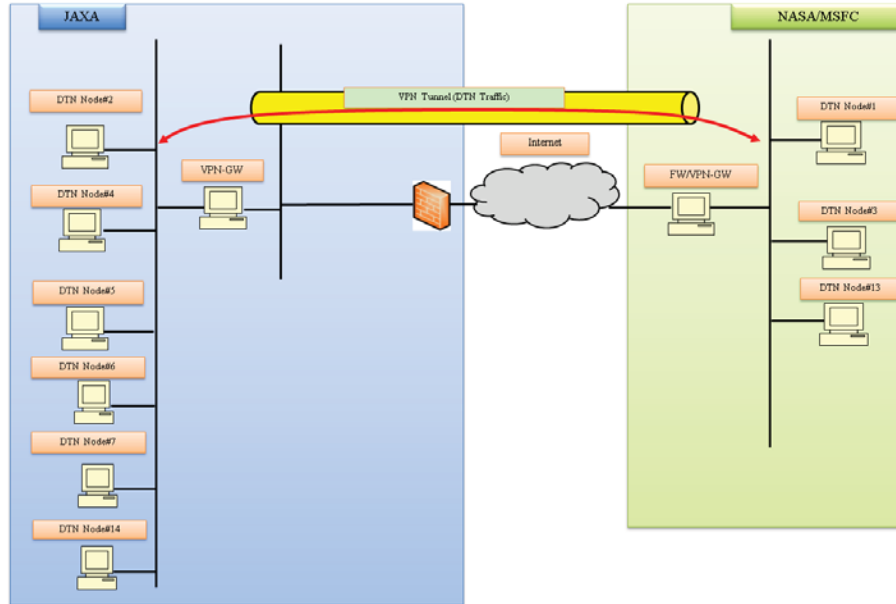 JAXA
NASA/MSFC
VPN Tunnel (DTN Traffic)
DTN Node#2
DTN Node#1
Internet
VPN-GW
FW/VPN-GW
DTN Node#4
DTN Node#3
DTN Node#5
DTN Node#13
DTN Node#6
DTN Node#7
DTN Node#14